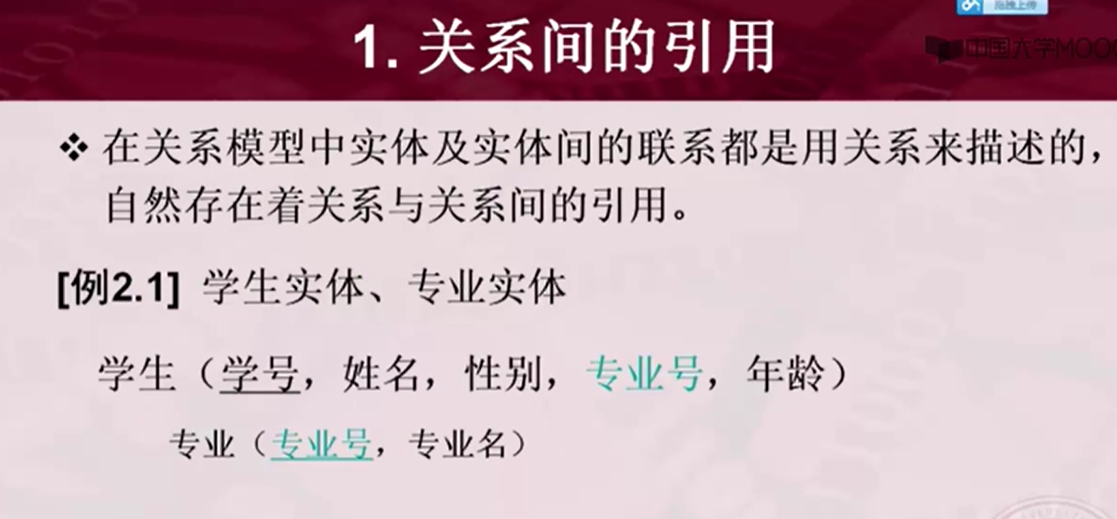 拖拽上传
中国大学MOO
1. 关系间的引用
❖ 在关系模型中实体及实体间的联系都是用关系来描述的，
自然存在着关系与关系间的引用。
[例2.1] 学生实体、专业实体
学生（学号，姓名，性别，专业号，年龄）
专业（专业号，专业名）